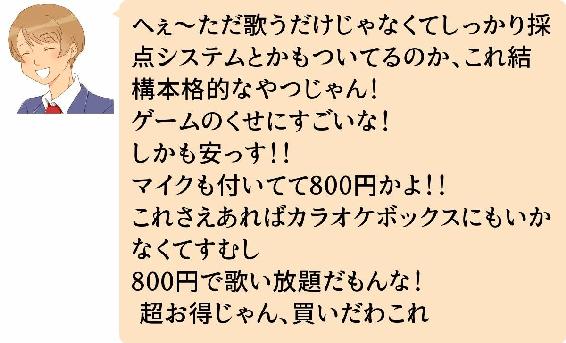 へぇ～ただ歌うだけじゃなくてしっかり採
点システムとかもついてるのか、これ結
構本格的なやつじゃん！
ゲームのくせにすごいな！
しかも安っす！！
マイクも付いてて800円かよ！！
これさえあればカラオケボックスにもいか
なくてすむし
800円で歌い放題だもんな！
超お得じゃん、買いだわこれ